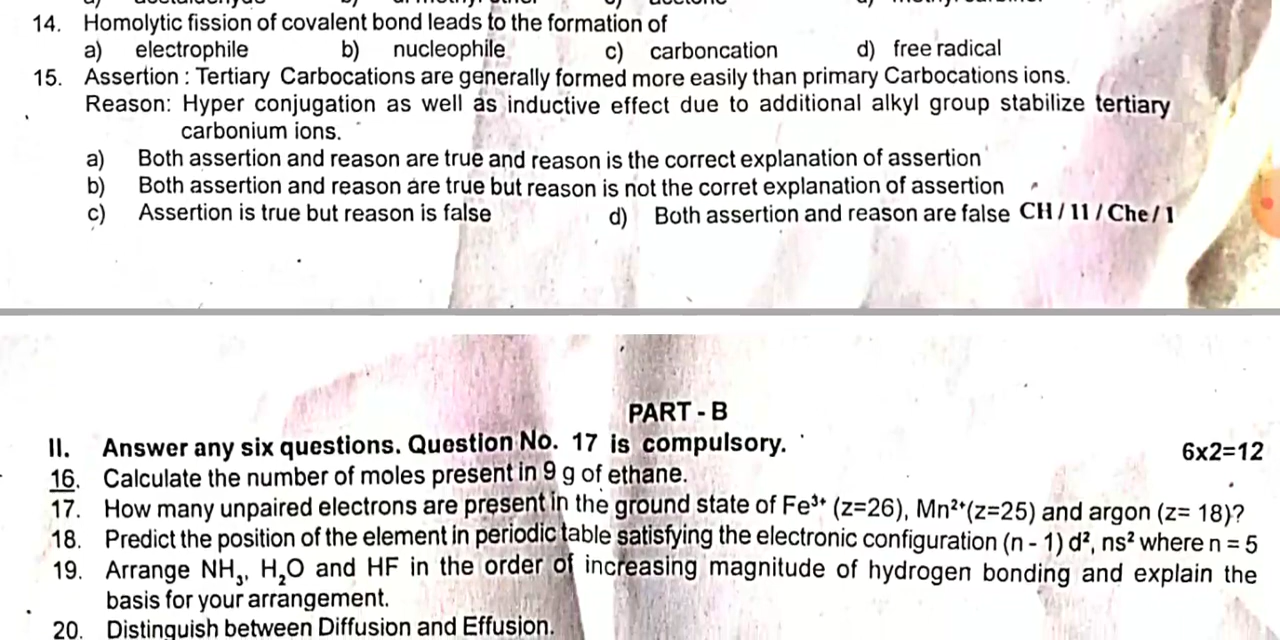 14. Homolytic fission of covalent bond leads to the formation of
a) electrophile b) nucleophile c) carboncation d) free radical
15. Assertion : Tertiary Carbocations are generally formed more easily than primary Carbocations ions.
Reason: Hyper conjugation as well as inductive effect due to additional alkyl group stabilize tertiary
carbonium ions.
a) Both assertion and reason are true and reason is the correct explanation of assertion
b) Both assertion and reason are true but reason is not the corret explanation of assertion
c) Assertion is true but reason is false d) Both assertion and reason are false CH / 11 / Che / 1
PART - B
II. Answer any six questions. Question No. 17 is compulsory. 6x2=12
16. Calculate the number of moles present in 9 g of ethane.
17. How many unpaired electrons are present in the ground state of Fe³⁺ (z=26), Mn²⁺(z=25) and argon (z= 18)?
18. Predict the position of the element in periodic table satisfying the electronic configuration (n - 1) d², ns² where n = 5
19. Arrange NH₃, H₂O and HF in the order of increasing magnitude of hydrogen bonding and explain the
basis for your arrangement.
20. Distinguish between Diffusion and Effusion.